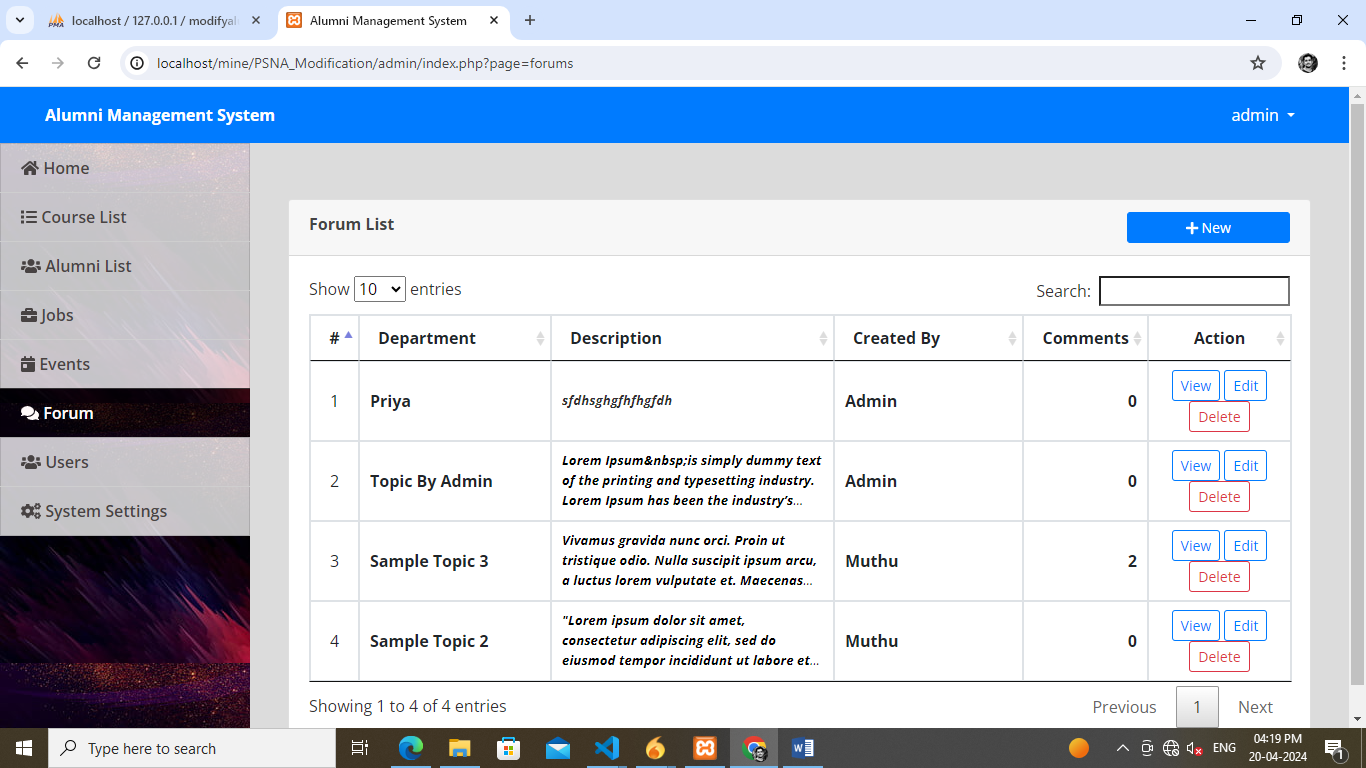 localhost / 127.0.0.1 / modifyal
Alumni Management System
localhost/mine/PSNA_Modification/admin/index.php?page=forums
Alumni Management System
admin
Home
Course List
Alumni List
Jobs
Events
Forum
Users
System Settings
Forum List
New
Show 10 entries
Search:
# Department Description Created By Comments Action
1 Priya sfdhsghgfhfhgfdh Admin 0 View Edit
Delete
2 Topic By Admin Lorem Ipsum&nbsp;is simply dummy text
of the printing and typesetting industry.
Lorem Ipsum has been the industry's... Admin 0 View Edit
Delete
3 Sample Topic 3 Vivamus gravida nunc orci. Proin ut
tristique odio. Nulla suscipit ipsum arcu,
a luctus lorem vulputate et. Maecenas... Muthu 2 View Edit
Delete
4 Sample Topic 2 "Lorem ipsum dolor sit amet,
consectetur adipiscing elit, sed do
eiusmod tempor incididunt ut labore et... Muthu 0 View Edit
Delete
Showing 1 to 4 of 4 entries
Previous 1 Next
Type here to search
ENG
04:19 PM
20-04-2024
1